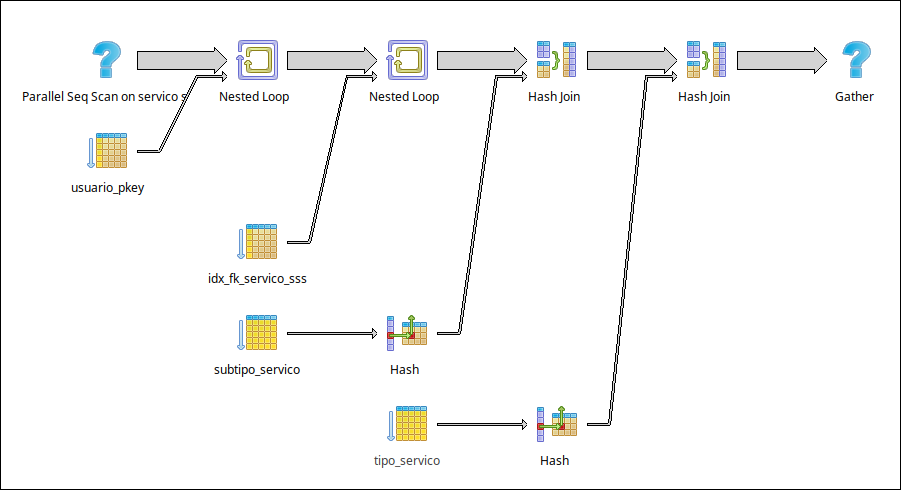 Parallel Seq Scan on servico s
Nested Loop
Nested Loop
Hash Join
Hash Join
Gather
usuario_pkey
idx_fk_servico_sss
subtipo_servico
Hash
tipo_servico
Hash